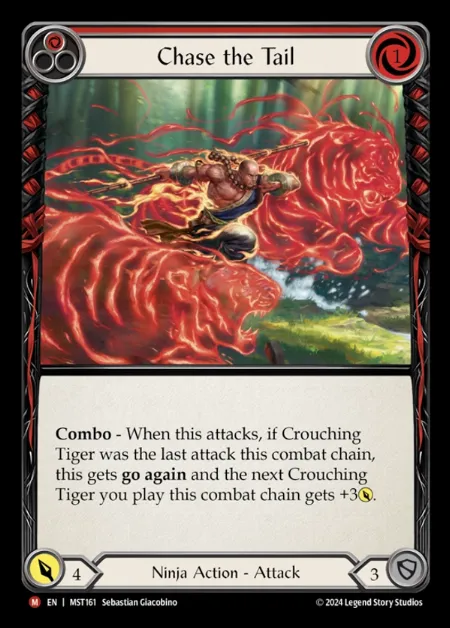 Chase the Tail
1
Combo - When this attacks, if Crouching
Tiger was the last attack this combat chain,
this gets go again and the next Crouching
Tiger you play this combat chain gets +3.
4
Ninja Action - Attack
3
M EN | MST161 Sebastian Giacobino
© 2024 Legend Story Studios